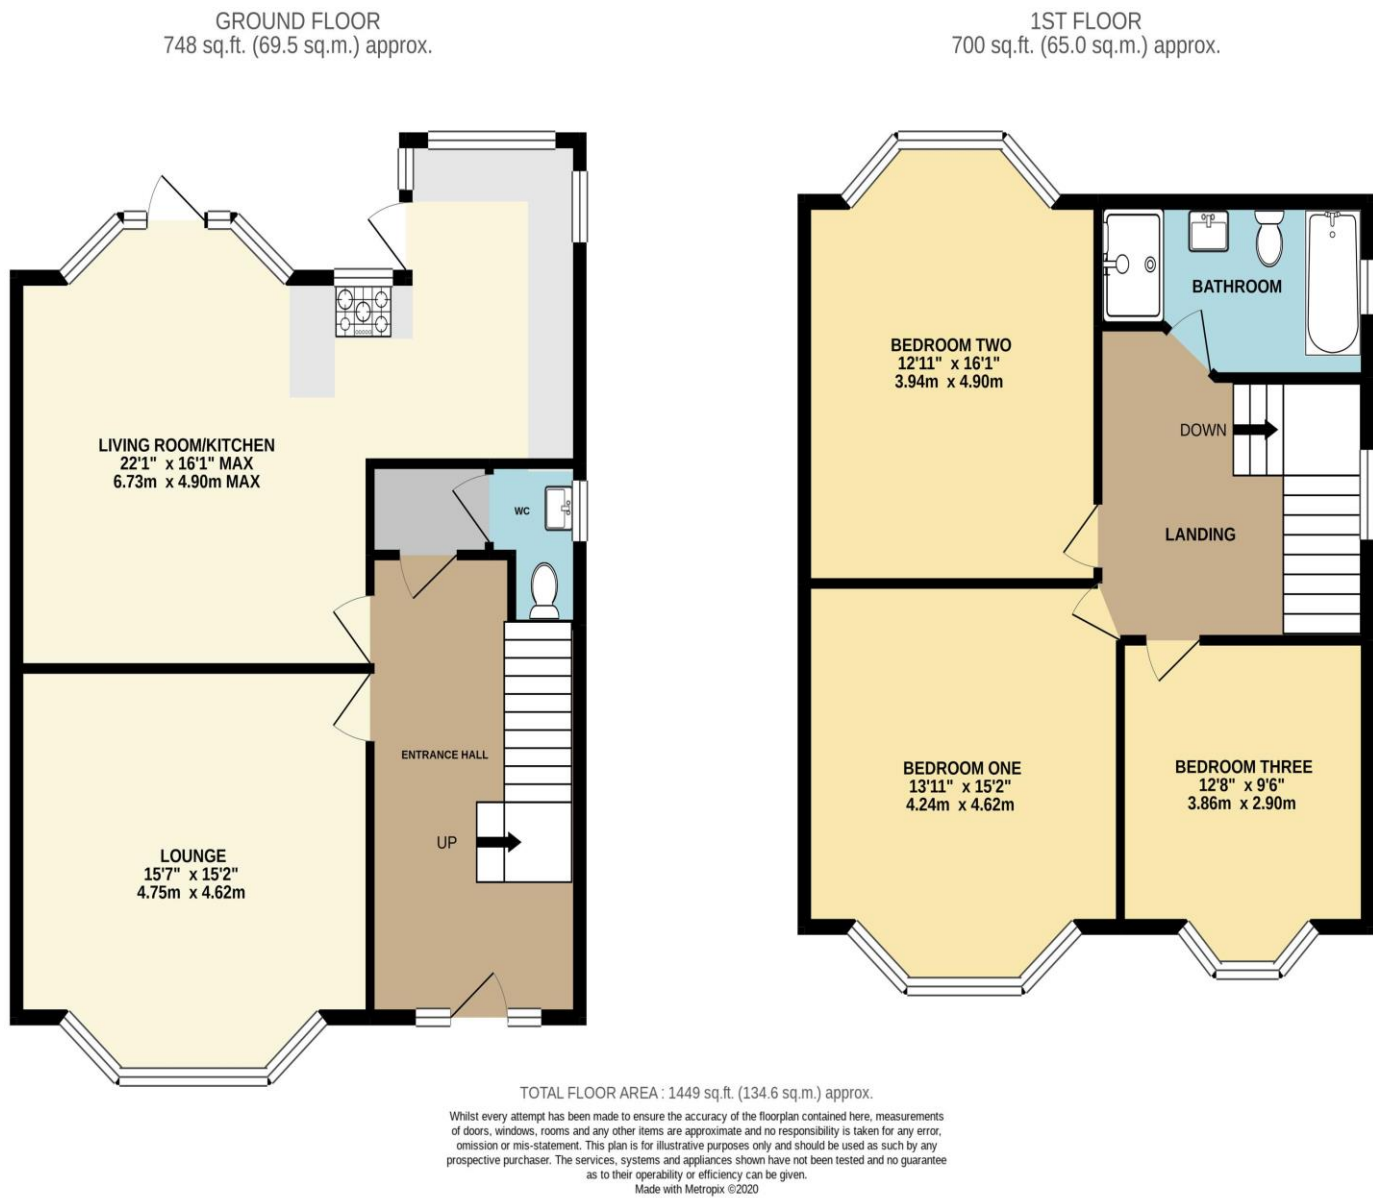 GROUND FLOOR
748 sq.ft. (69.5 sq.m.) approx.
1ST FLOOR
700 sq.ft. (65.0 sq.m.) approx.
LIVING ROOM/KITCHEN
22'1" x 16'1" MAX
6.73m x 4.90m MAX
WC
ENTRANCE HALL
UP
LOUNGE
15'7" x 15'2"
4.75m x 4.62m
BATHROOM
BEDROOM TWO
12'11" x 16'1"
3.94m x 4.90m
DOWN
LANDING
BEDROOM ONE
13'11" x 15'2"
4.24m x 4.62m
BEDROOM THREE
12'8" x 9'6"
3.86m x 2.90m
TOTAL FLOOR AREA : 1449 sq.ft. (134.6 sq.m.) approx.
Whilst every attempt has been made to ensure the accuracy of the floorplan contained here, measurements
of doors, windows, rooms and any other items are approximate and no responsibility is taken for any error,
omission or mis-statement. This plan is for illustrative purposes only and should be used as such by any
prospective purchaser. The services, systems and appliances shown have not been tested and no guarantee
as to their operability or efficiency can be given.
Made with Metropix ©2020